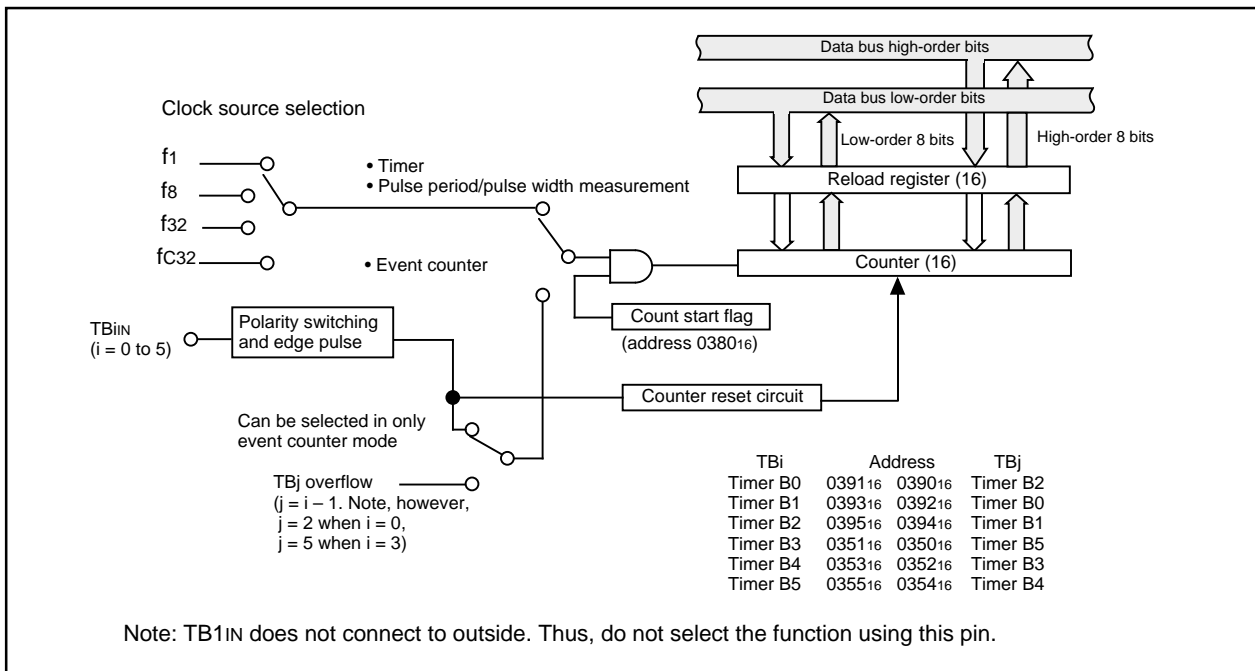 Data bus high-order bits
Data bus low-order bits
Clock source selection
Low-order 8 bits
High-order 8 bits
f1
f8
f32
fC32
• Timer
• Pulse period/pulse width measurement
Reload register (16)
• Event counter
Counter (16)
TBiIN
(i = 0 to 5)
Polarity switching
and edge pulse
Count start flag
(address 038016)
Counter reset circuit
Can be selected in only
event counter mode
TBj overflow
(j = i – 1. Note, however,
j = 2 when i = 0,
j = 5 when i = 3)
TBi Address TBj
Timer B0 039116 039016 Timer B2
Timer B1 039316 039216 Timer B0
Timer B2 039516 039416 Timer B1
Timer B3 035116 035016 Timer B5
Timer B4 035316 035216 Timer B3
Timer B5 035516 035416 Timer B4
Note: TB1IN does not connect to outside. Thus, do not select the function using this pin.